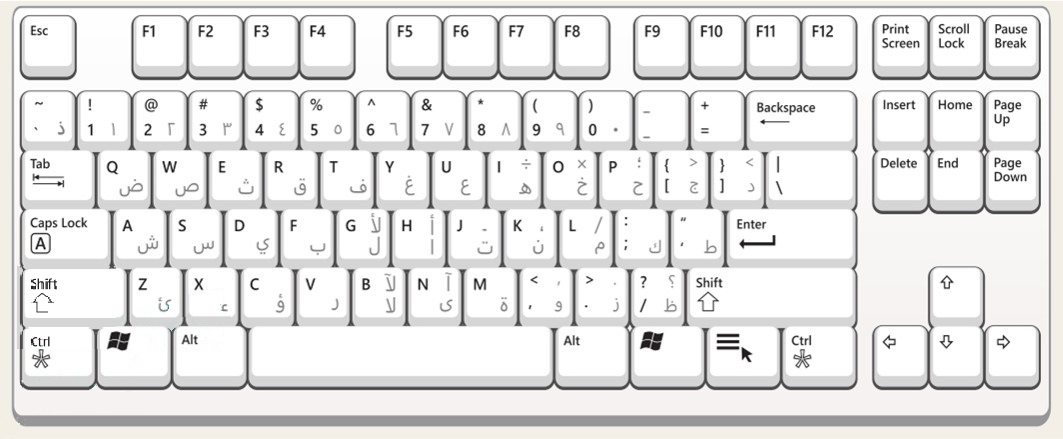 Esc F1 F2 F3 F4 F5 F6 F7 F8 F9 F10 F11 F12 Print Screen Scroll Lock Pause Break
~ ! @ # $ % ^ & * ( ) _ + Backspace Insert Home Page Up
` ذ 1 ١ 2 ٢ 3 ٣ 4 ٤ 5 ٥ 6 ٦ 7 ٧ 8 ٨ 9 ٩ 0 ٠ _ =
Tab Q ض W ص E ث R ق T ف Y غ U ع I ÷ ه O × خ P ؛ ح { > [ ج } < ] د | \ Delete End Page Down
Caps Lock A A ش S س D ي F ب G لأ ل H أ ا J ـ ت K ، ن L / م : ; ك “ ‘ ط Enter
Shift Z ئ X ء C ؤ V ر B لآ لا N آ ى M ة < , و > . ز ? ؟ / ظ Shift
Ctrl Alt Alt Ctrl